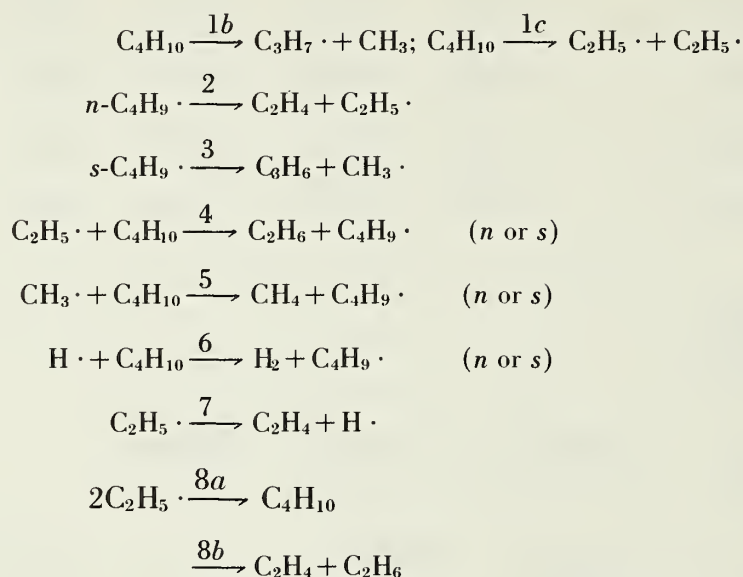 C₄H₁₀ —1b→ C₃H₇· + CH₃; C₄H₁₀ —1c→ C₂H₅· + C₂H₅·
n-C₄H₉· —2→ C₂H₄ + C₂H₅·
s-C₄H₉· —3→ C₃H₆ + CH₃·
C₂H₅· + C₄H₁₀ —4→ C₂H₆ + C₄H₉· (n or s)
CH₃· + C₄H₁₀ —5→ CH₄ + C₄H₉· (n or s)
H· + C₄H₁₀ —6→ H₂ + C₄H₉· (n or s)
C₂H₅· —7→ C₂H₄ + H·
2C₂H₅· —8a→ C₄H₁₀
—8b→ C₂H₄ + C₂H₆